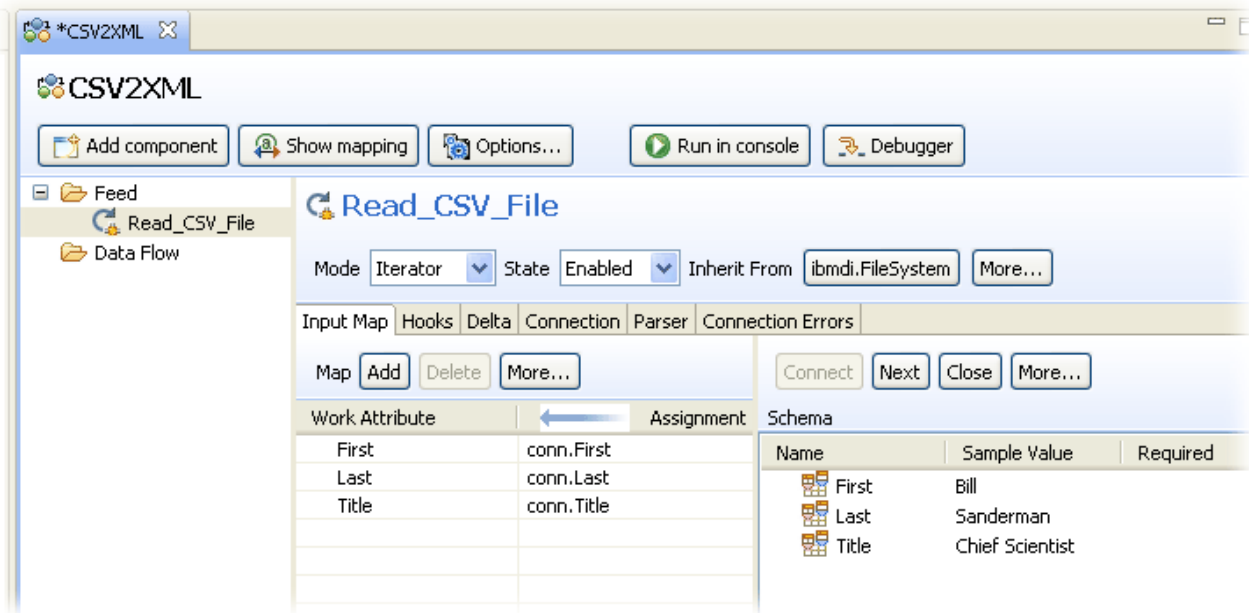 *CSV2XML
CSV2XML
Add component Show mapping Options... Run in console Debugger
Feed
Read_CSV_File
Data Flow
Read_CSV_File
Mode Iterator State Enabled Inherit From ibmdi.FileSystem More...
Input Map Hooks Delta Connection Parser Connection Errors
Map Add Delete More... Connect Next Close More...
Work Attribute Assignment Schema
Name Sample Value Required
First conn.First
Last conn.Last
Title conn.Title
First Bill
Last Sanderman
Title Chief Scientist